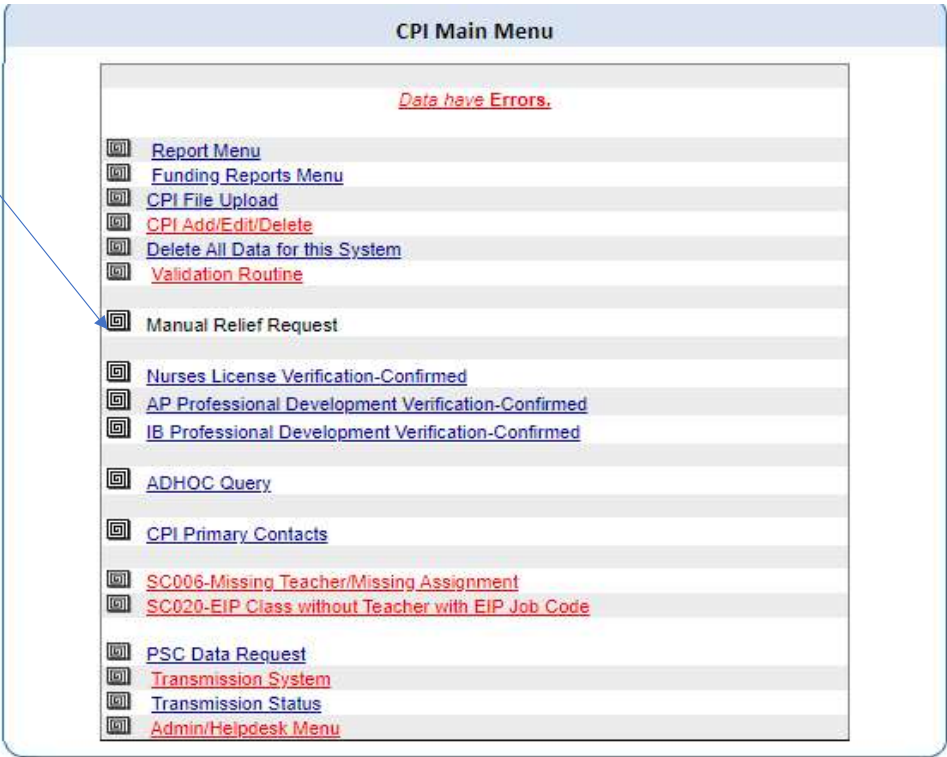 CPI Main Menu
Data have Errors.
Report Menu
Funding Reports Menu
CPI File Upload
CPI Add/Edit/Delete
Delete All Data for this System
Validation Routine
Manual Relief Request
Nurses License Verification-Confirmed
AP Professional Development Verification-Confirmed
IB Professional Development Verification-Confirmed
ADHOC Query
CPI Primary Contacts
SC006-Missing Teacher/Missing Assignment
SC020-EIP Class without Teacher with EIP Job Code
PSC Data Request
Transmission System
Transmission Status
Admin/Helpdesk Menu